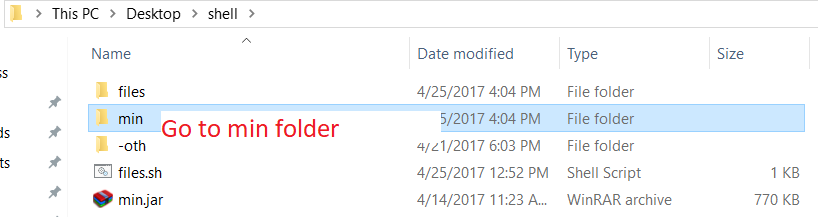 This PC > Desktop > shell >
Name Date modified Type Size
files 4/25/2017 4:04 PM File folder
min 5/2017 4:04 PM File folder
Go to min folder
-oth 4/21/2017 6:03 PM File folder
files.sh 4/25/2017 12:52 PM Shell Script 1 KB
min.jar 4/14/2017 11:23 A... WinRAR archive 770 KB
ss
ds
ts